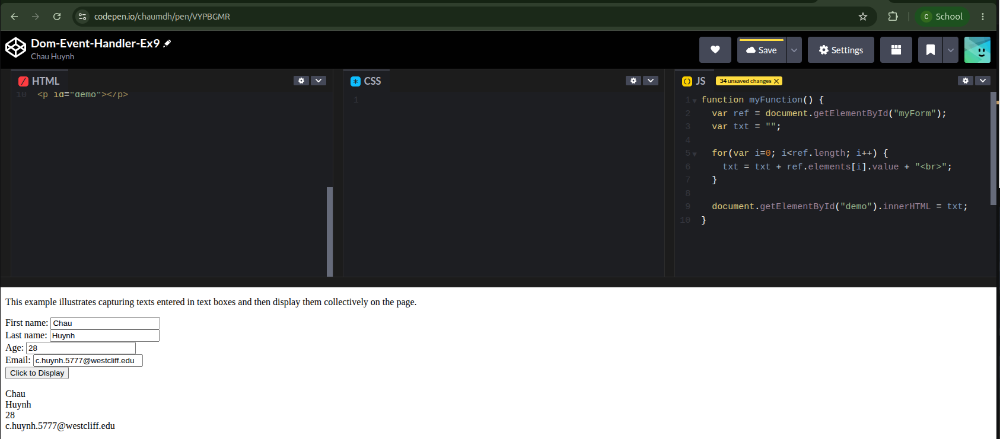 codepen.io/chaumdh/pen/VYPBGMR
C School
Dom-Event-Handler-Ex9
Chau Huynh
Save
Settings
HTML
10 <p id="demo"></p>
CSS
1
JS
34 unsaved changes
1 function myFunction() {
2 var ref = document.getElementById("myForm");
3 var txt = "";
4
5 for(var i=0; i<ref.length; i++) {
6 txt = txt + ref.elements[i].value + "<br>";
7 }
8
9 document.getElementById("demo").innerHTML = txt;
10 }
This example illustrates capturing texts entered in text boxes and then display them collectively on the page.
First name: Chau
Last name: Huynh
Age: 28
Email: c.huynh.5777@westcliff.edu
Click to Display
Chau
Huynh
28
c.huynh.5777@westcliff.edu